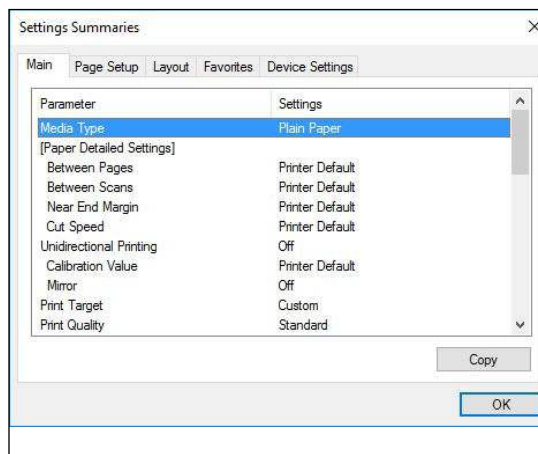 Settings Summaries
Main Page Setup Layout Favorites Device Settings
Parameter Settings
Media Type Plain Paper
[Paper Detailed Settings]
Between Pages Printer Default
Between Scans Printer Default
Near End Margin Printer Default
Cut Speed Printer Default
Unidirectional Printing Off
Calibration Value Printer Default
Mirror Off
Print Target Custom
Print Quality Standard
Copy
OK